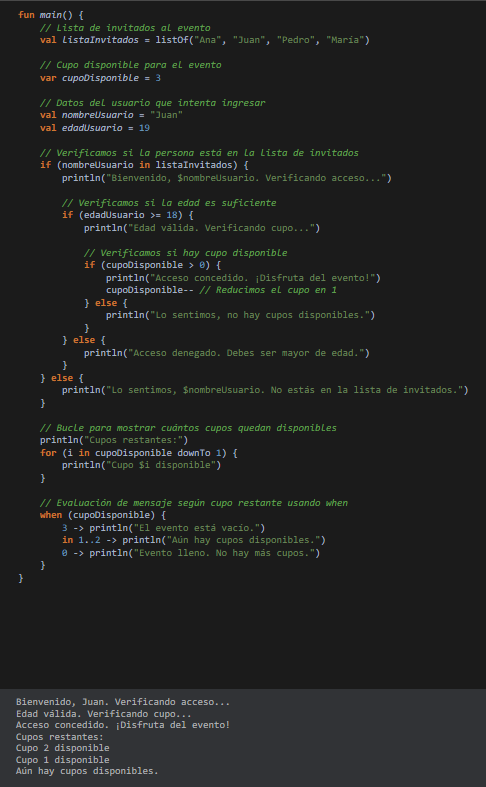 fun main() {
    // Lista de invitados al evento
    val listaInvitados = listOf("Ana", "Juan", "Pedro", "María")

    // Cupo disponible para el evento
    var cupoDisponible = 3

    // Datos del usuario que intenta ingresar
    val nombreUsuario = "Juan"
    val edadUsuario = 19

    // Verificamos si la persona está en la lista de invitados
    if (nombreUsuario in listaInvitados) {
        println("Bienvenido, $nombreUsuario. Verificando acceso...")

        // Verificamos si la edad es suficiente
        if (edadUsuario >= 18) {
            println("Edad válida. Verificando cupo...")

            // Verificamos si hay cupo disponible
            if (cupoDisponible > 0) {
                println("Acceso concedido. ¡Disfruta del evento!")
                cupoDisponible-- // Reducimos el cupo en 1
            } else {
                println("Lo sentimos, no hay cupos disponibles.")
            }
        } else {
            println("Acceso denegado. Debes ser mayor de edad.")
        }
    } else {
        println("Lo sentimos, $nombreUsuario. No estás en la lista de invitados.")
    }

    // Bucle para mostrar cuántos cupos quedan disponibles
    println("Cupos restantes:")
    for (i in cupoDisponible downTo 1) {
        println("Cupo $i disponible")
    }

    // Evaluación de mensaje según cupo restante usando when
    when (cupoDisponible) {
        3 -> println("El evento está vacío.")
        in 1..2 -> println("Aún hay cupos disponibles.")
        0 -> println("Evento lleno. No hay más cupos.")
    }
}
Bienvenido, Juan. Verificando acceso...
Edad válida. Verificando cupo...
Acceso concedido. ¡Disfruta del evento!
Cupos restantes:
Cupo 2 disponible
Cupo 1 disponible
Aún hay cupos disponibles.